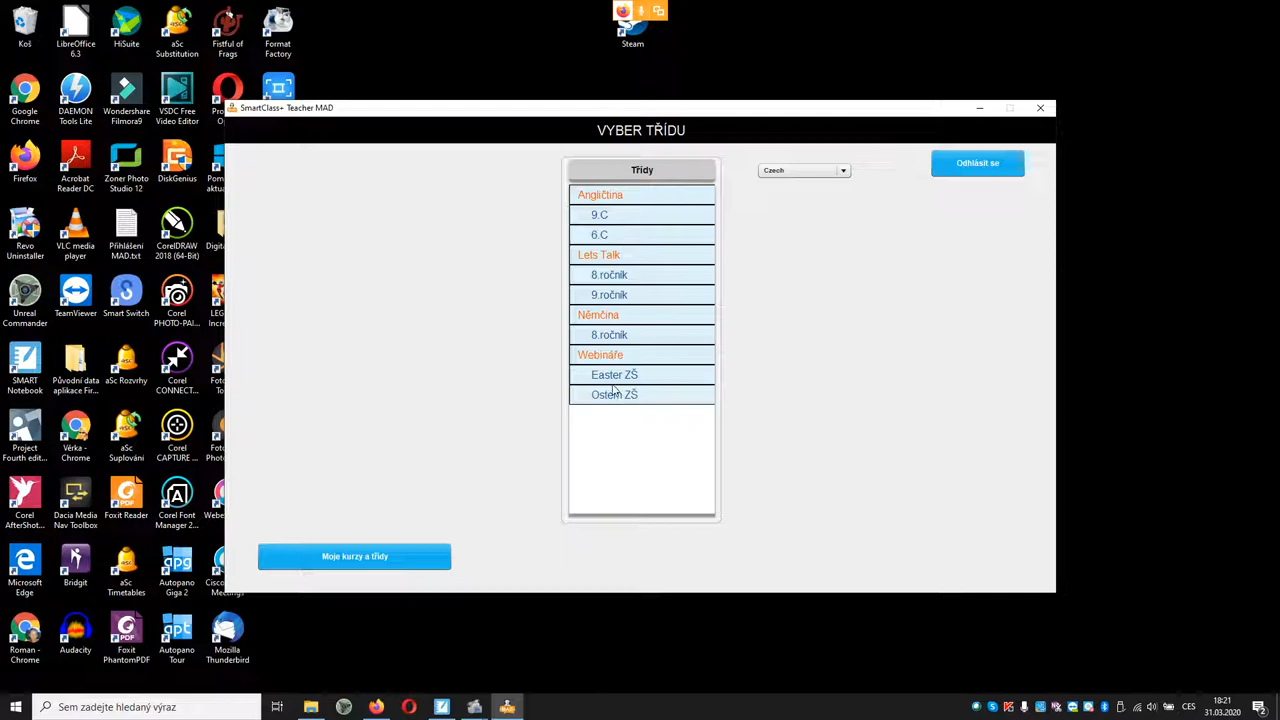 Steam
Koš
LibreOffice
6.3
HiSuite
aSc
Substitution
Fistful of
Frags
Format
Factory
Google
Chrome
DAEMON
Tools Lite
Wondershare
Filmora9
VSDC Free
Video Editor
SmartClass+ Teacher MAD
VYBER TŘÍDU
Třídy
Czech
Odhlásit se
Angličtina
9.C
6.C
Lets Talk
8.ročník
9.ročník
Němčina
8.ročník
Webináře
Easter ZŠ
Ostern ZŠ
Moje kurzy a třídy
Firefox
Acrobat
Reader DC
Zoner Photo
Studio 12
DiskGenius
Revo
Uninstaller
VLC media
player
Přihlášení
MAD.txt
CorelDRAW
2018 (64-Bit)
Unreal
Commander
TeamViewer
Smart Switch
Corel
PHOTO-PAI...
SMART
Notebook
Původní data
aplikace Fir...
aSc Rozvrhy
Corel
CONNECT...
Project
Fourth edit...
Věrka -
Chrome
aSc
Suplování
Corel
CAPTURE ...
Corel
AfterShot...
Dacia Media
Nav Toolbox
Foxit Reader
Corel Font
Manager 2...
Microsoft
Edge
Bridgit
aSc
Timetables
Autopano
Giga 2
Roman -
Chrome
Audacity
Foxit
PhantomPDF
Autopano
Tour
Mozilla
Thunderbird
Sem zadejte hledaný výraz
CES
18:21
31.03.2020